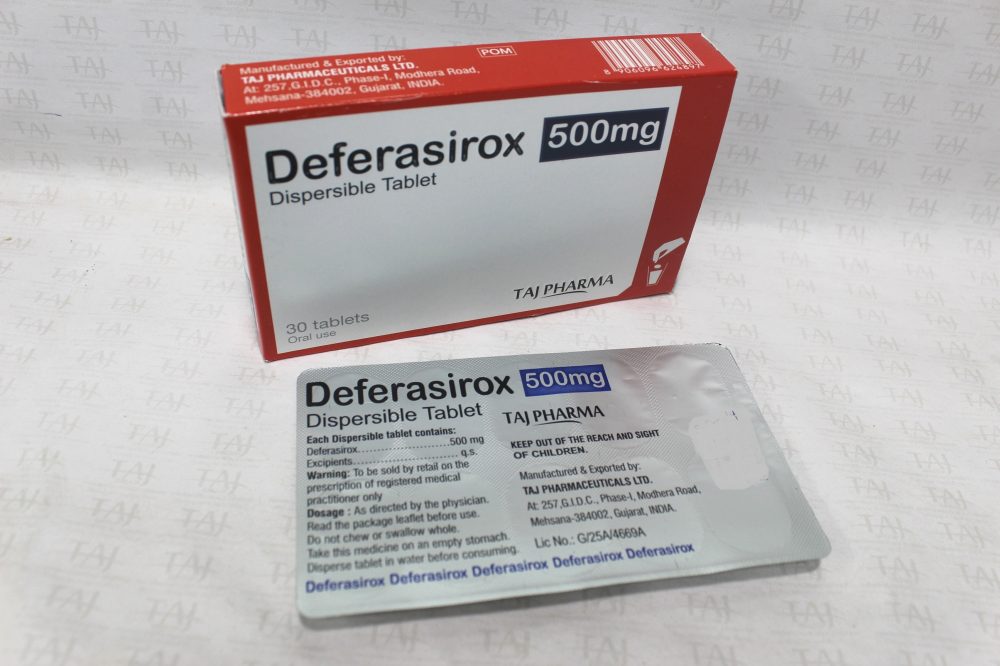 Manufactured & Exported by:
TAJ PHARMACEUTICALS LTD.
At: 257,G.I.D.C., Phase-I, Modhera Road,
Mehsana-384002, Gujarat, INDIA.
POM
8 906096 624897
Deferasirox 500mg
Dispersible Tablet
TAJ PHARMA
30 tablets
Oral use
Deferasirox 500mg
Dispersible Tablet
TAJ PHARMA
Each Dispersible tablet contains:
Deferasirox........................500 mg
Excipients............................ q.s.
Warning: To be sold by retail on the
prescription of registered medical
practitioner only
Dosage : As directed by the physician.
Read the package leaflet before use.
Do not chew or swallow whole.
Take this medicine on an empty stomach.
Disperse tablet in water before consuming.
KEEP OUT OF THE REACH AND SIGHT
OF CHILDREN.
Manufactured & Exported by:
TAJ PHARMACEUTICALS LTD.
At: 257,G.I.D.C., Phase-I, Modhera Road,
Mehsana-384002, Gujarat, INDIA.
Lic No.: G/25A/4669A
Deferasirox Deferasirox Deferasirox Deferasirox Deferasirox
TAJ